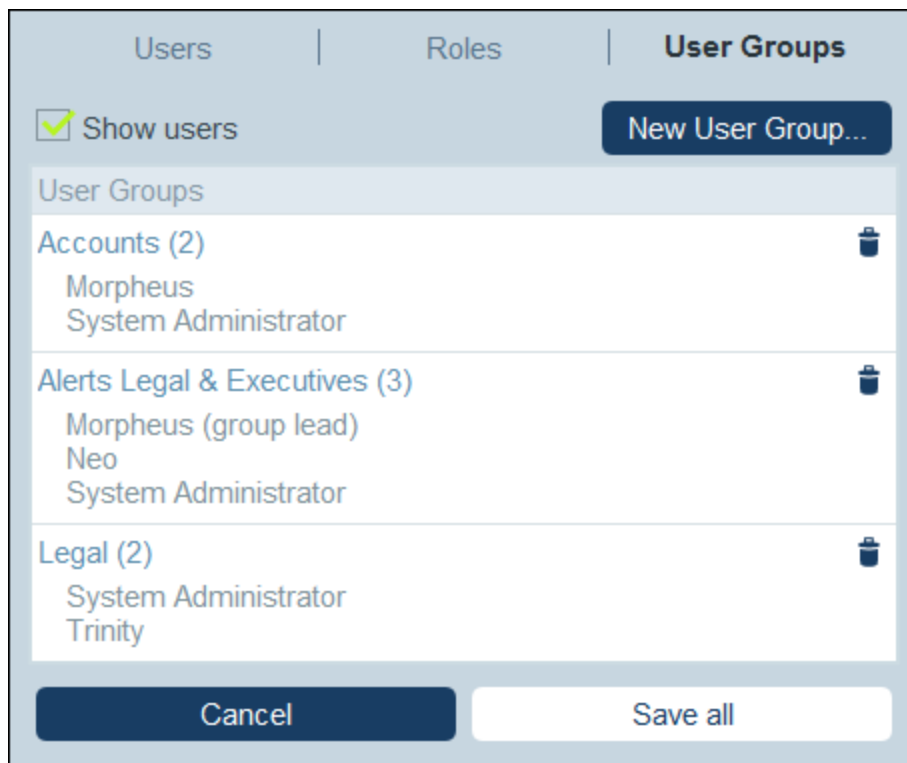 Users | Roles | User Groups
Show users New User Group...
User Groups
Accounts (2)
Morpheus
System Administrator
Alerts Legal & Executives (3)
Morpheus (group lead)
Neo
System Administrator
Legal (2)
System Administrator
Trinity
Cancel Save all